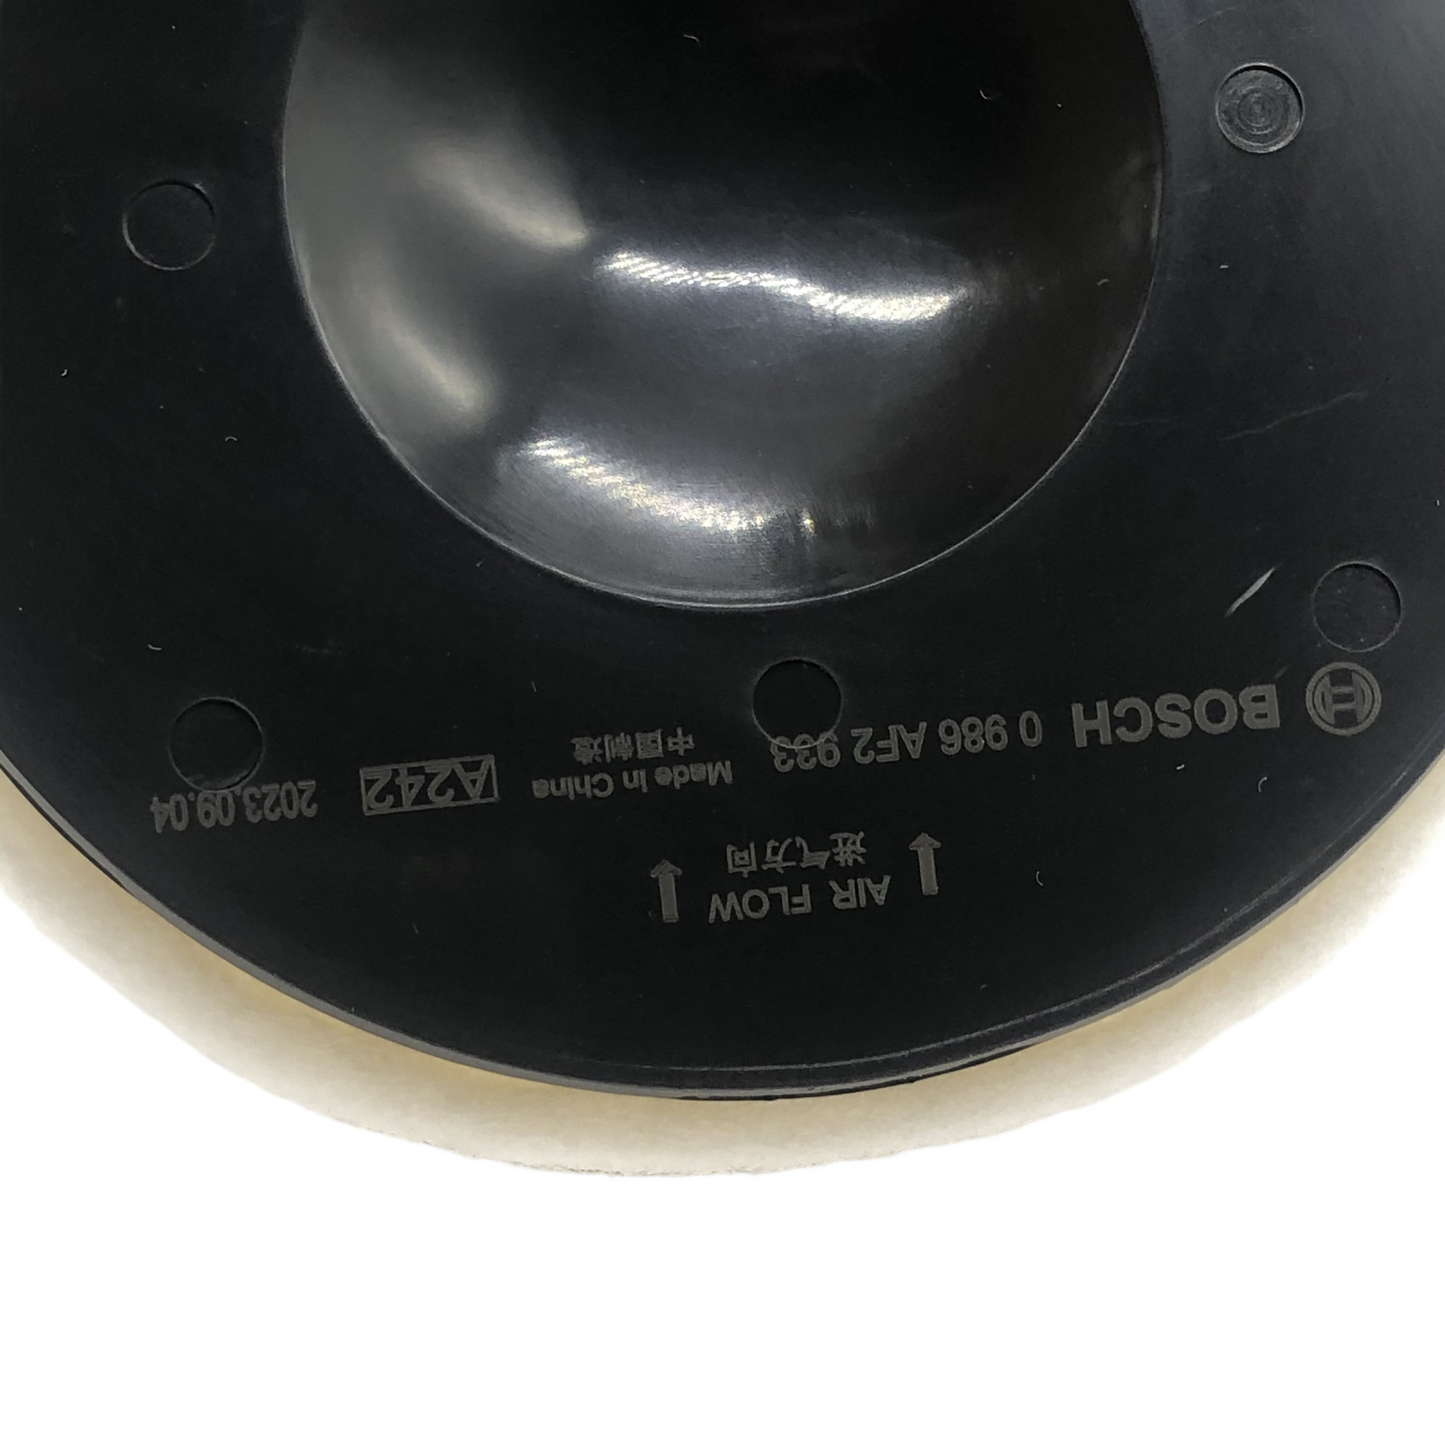 AIR FLOW
进气方向
BOSCH 0 986 AF2 933
Made in China
中国制造
A242
2023.09.04